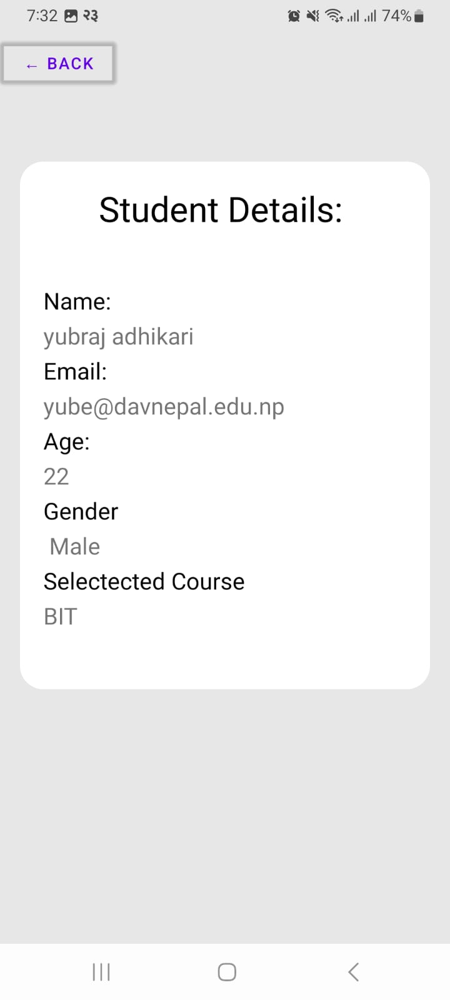 7:32 २३ 74%
← BACK
Student Details:
Name:
yubraj adhikari
Email:
yube@davnepal.edu.np
Age:
22
Gender
Male
Selectected Course
BIT